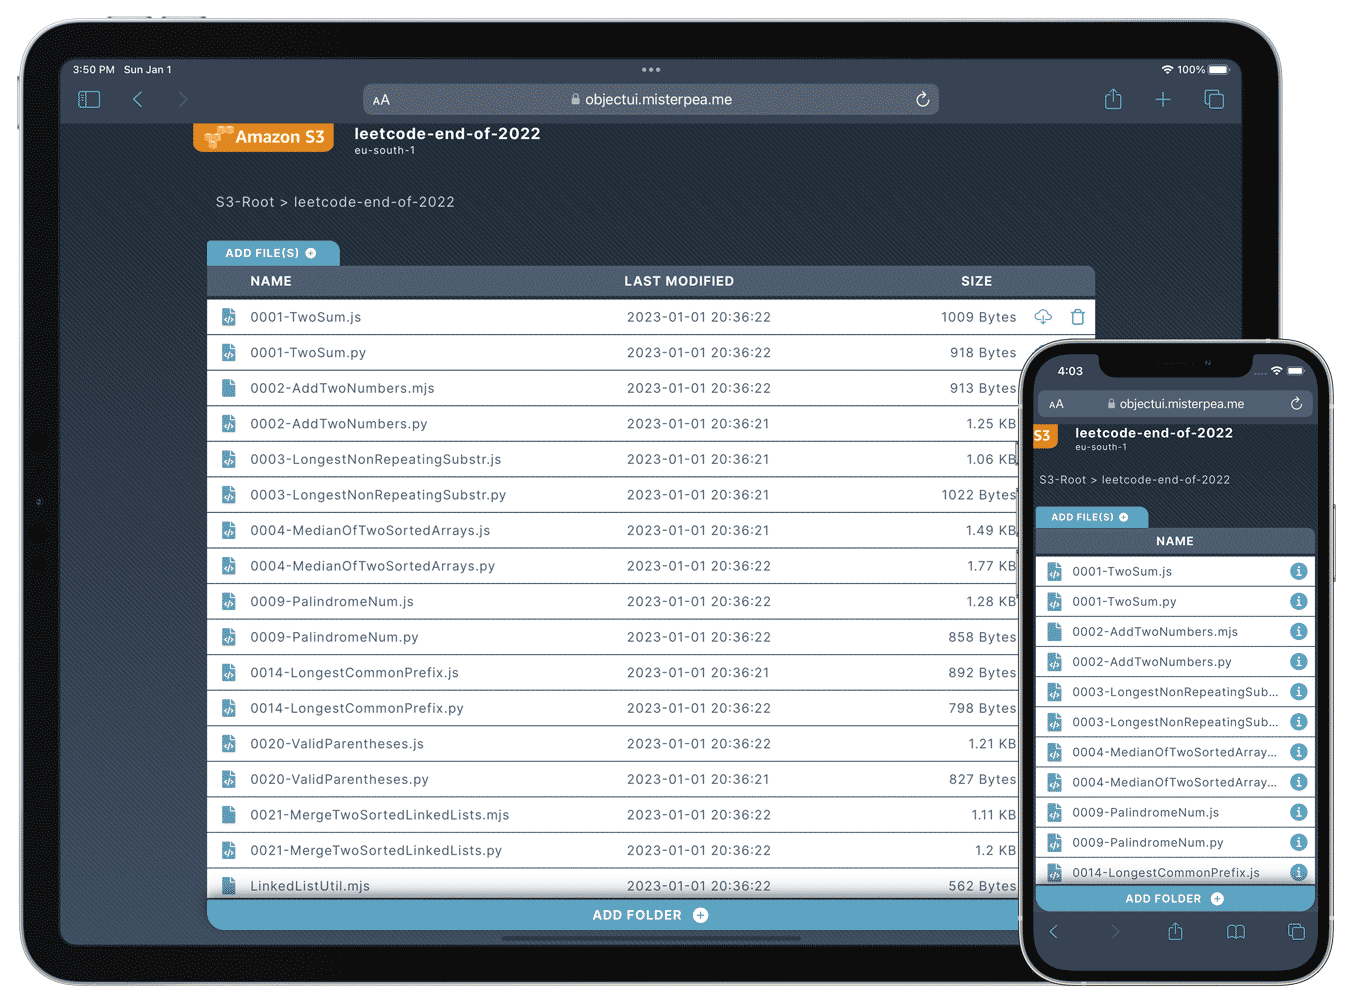 3:50 PM Sun Jan 1
100%
AA objectui.misterpea.me
Amazon S3 leetcode-end-of-2022
eu-south-1
S3-Root > leetcode-end-of-2022
ADD FILE(S)
NAME LAST MODIFIED SIZE
0001-TwoSum.js 2023-01-01 20:36:22 1009 Bytes
0001-TwoSum.py 2023-01-01 20:36:22 918 Bytes
0002-AddTwoNumbers.mjs 2023-01-01 20:36:22 913 Bytes
0002-AddTwoNumbers.py 2023-01-01 20:36:21 1.25 KB
0003-LongestNonRepeatingSubstr.js 2023-01-01 20:36:21 1.06 KB
0003-LongestNonRepeatingSubstr.py 2023-01-01 20:36:21 1022 Bytes
0004-MedianOfTwoSortedArrays.js 2023-01-01 20:36:21 1.49 KB
0004-MedianOfTwoSortedArrays.py 2023-01-01 20:36:22 1.77 KB
0009-PalindromeNum.js 2023-01-01 20:36:22 1.28 KB
0009-PalindromeNum.py 2023-01-01 20:36:22 858 Bytes
0014-LongestCommonPrefix.js 2023-01-01 20:36:21 892 Bytes
0014-LongestCommonPrefix.py 2023-01-01 20:36:22 798 Bytes
0020-ValidParentheses.js 2023-01-01 20:36:22 1.21 KB
0020-ValidParentheses.py 2023-01-01 20:36:21 827 Bytes
0021-MergeTwoSortedLinkedLists.mjs 2023-01-01 20:36:22 1.11 KB
0021-MergeTwoSortedLinkedLists.py 2023-01-01 20:36:22 1.2 KB
LinkedListUtil.mjs 2023-01-01 20:36:22 562 Bytes
ADD FOLDER
4:03
AA objectui.misterpea.me
S3 leetcode-end-of-2022
eu-south-1
S3-Root > leetcode-end-of-2022
ADD FILE(S)
NAME
0001-TwoSum.js
0001-TwoSum.py
0002-AddTwoNumbers.mjs
0002-AddTwoNumbers.py
0003-LongestNonRepeatingSub...
0003-LongestNonRepeatingSub...
0004-MedianOfTwoSortedArray...
0004-MedianOfTwoSortedArray...
0009-PalindromeNum.js
0009-PalindromeNum.py
0014-LongestCommonPrefix.js
ADD FOLDER